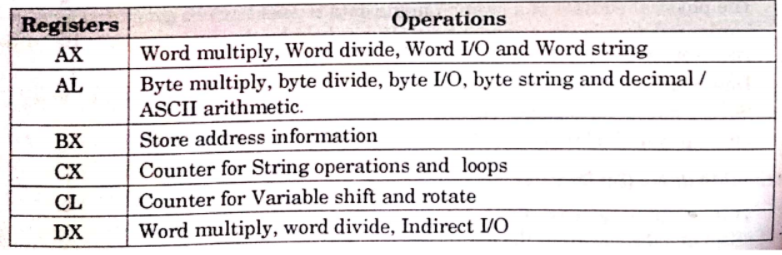 Registers Operations
AX Word multiply, Word divide, Word I/O and Word string
AL Byte multiply, byte divide, byte I/O, byte string and decimal /
ASCII arithmetic.
BX Store address information
CX Counter for String operations and loops
CL Counter for Variable shift and rotate
DX Word multiply, word divide, Indirect I/O